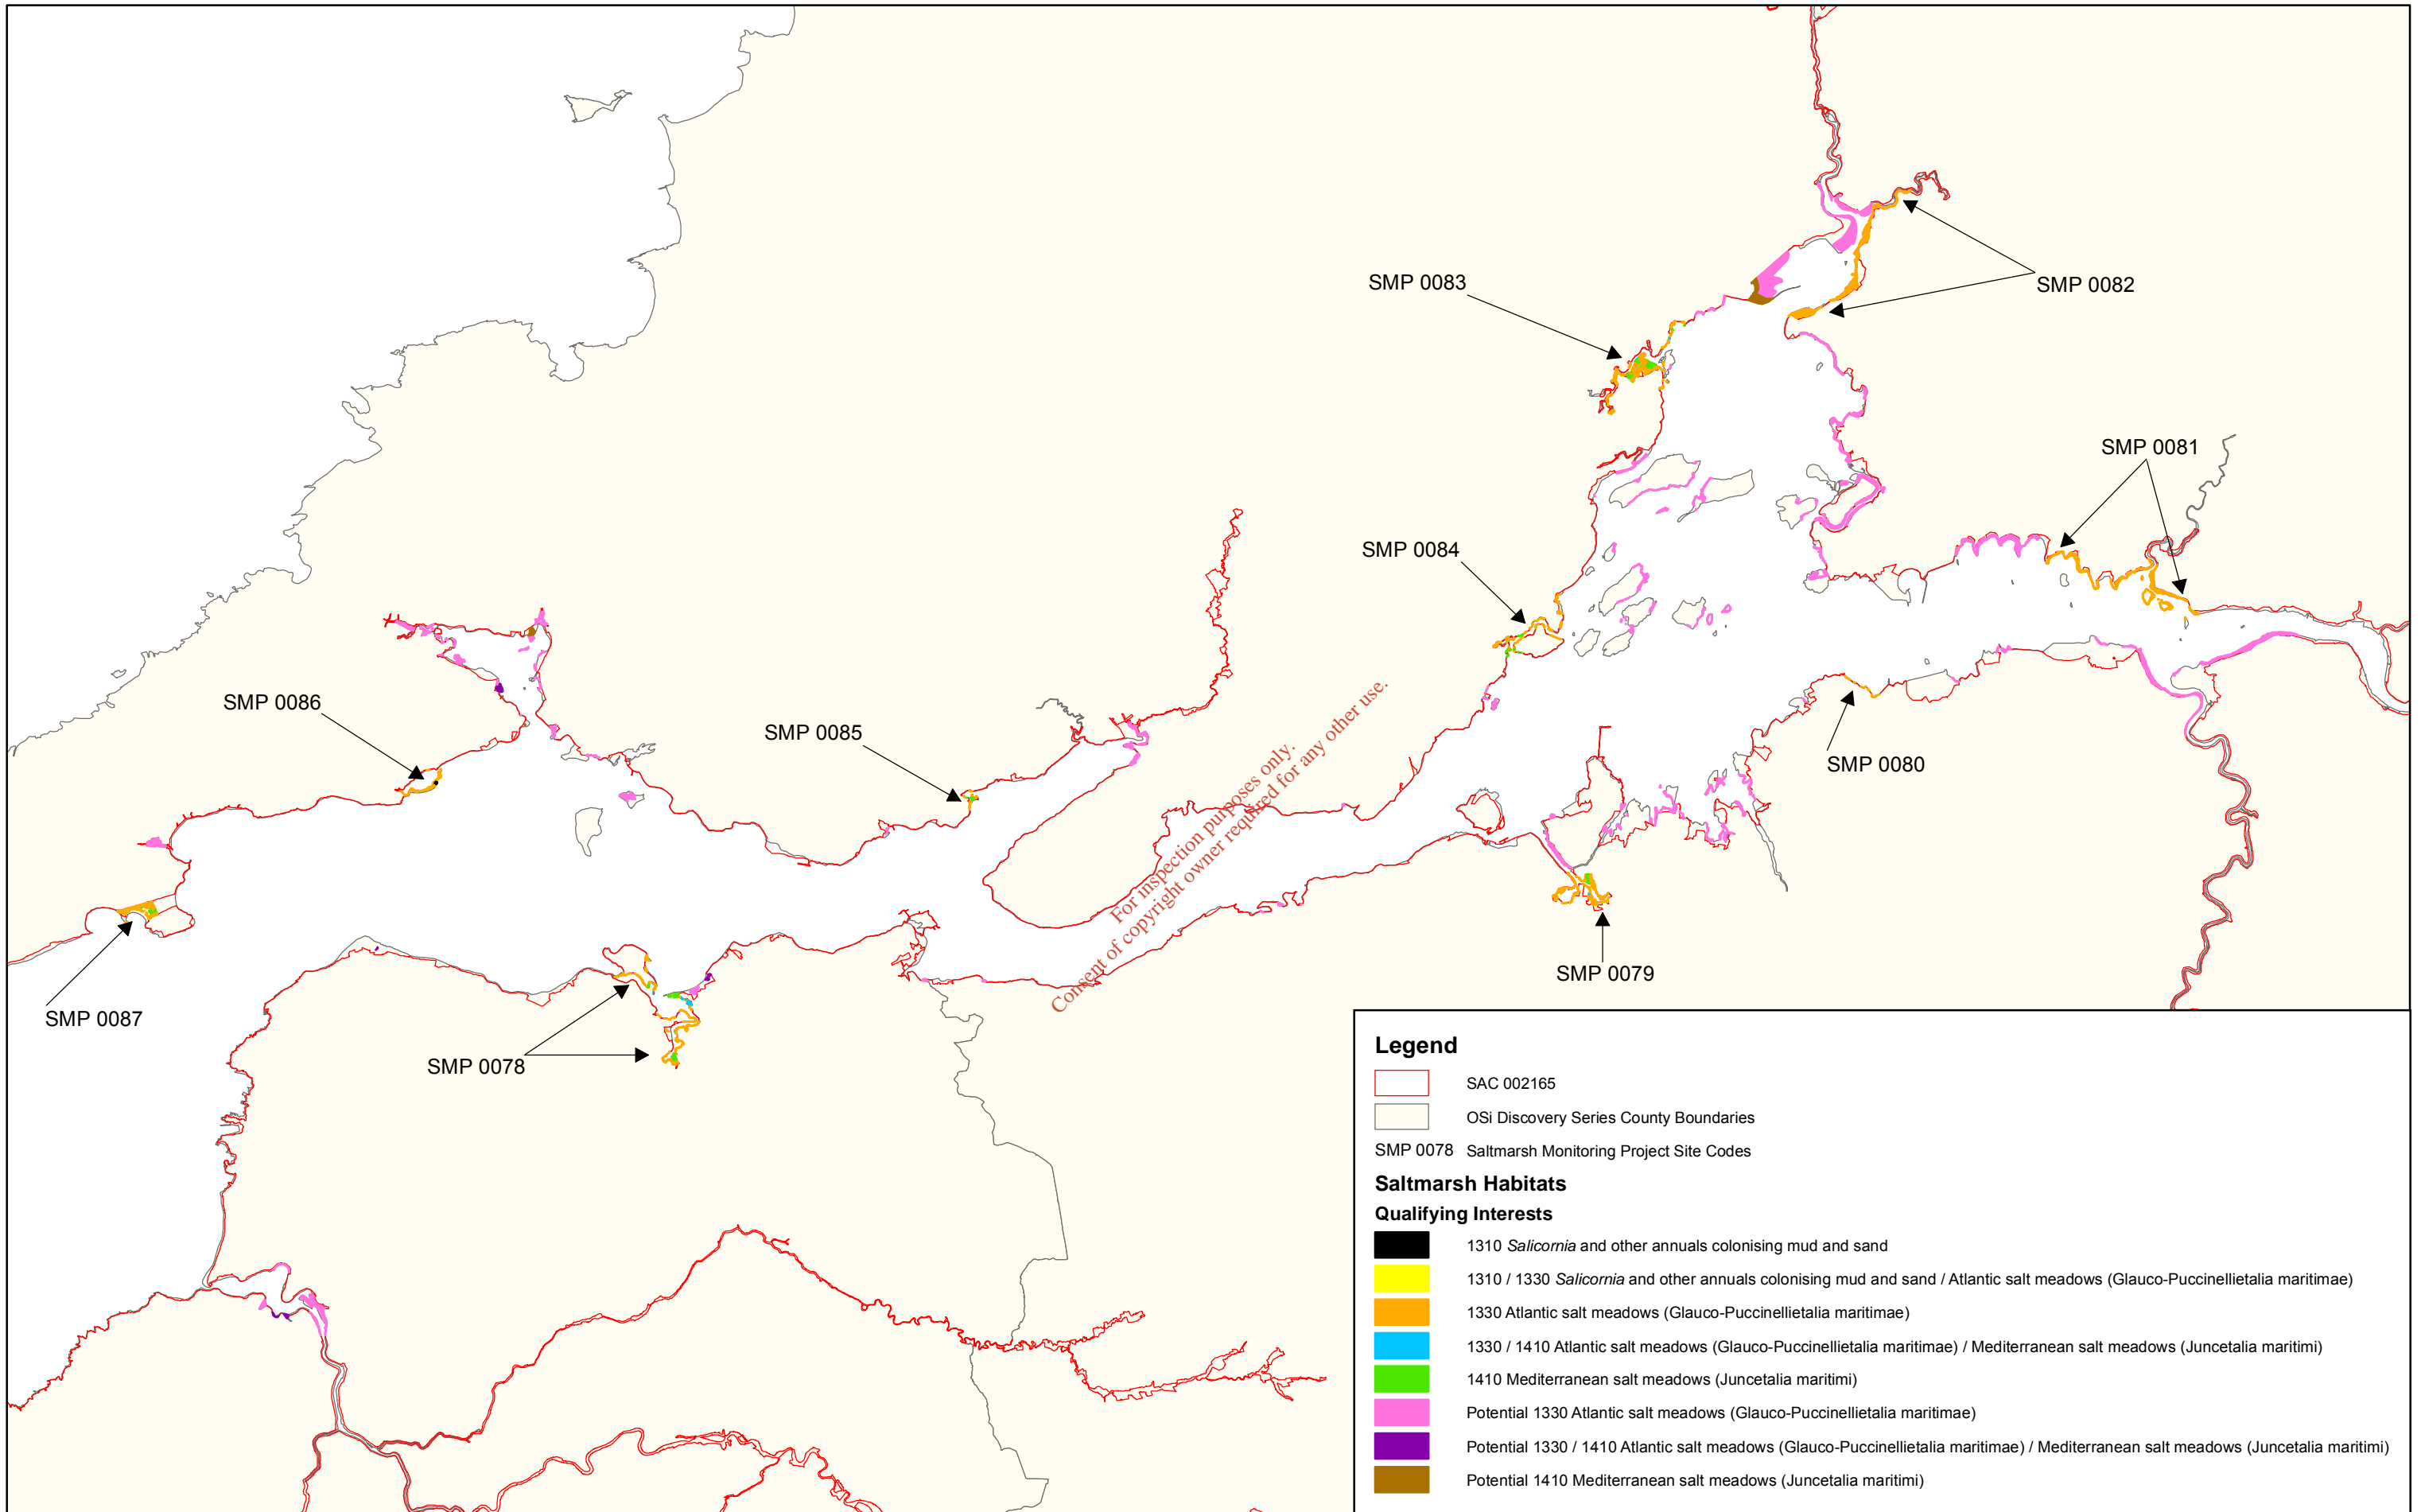 SMP 0083
SMP 0082
SMP 0081
SMP 0084
SMP 0086
SMP 0085
SMP 0080
SMP 0079
SMP 0087
SMP 0078
For inspection purposes only.
Consent of copyright owner required for any other use.
Legend
SAC 002165
OSi Discovery Series County Boundaries
SMP 0078 Saltmarsh Monitoring Project Site Codes
Saltmarsh Habitats
Qualifying Interests
1310 Salicornia and other annuals colonising mud and sand
1310 / 1330 Salicornia and other annuals colonising mud and sand / Atlantic salt meadows (Glauco-Puccinellietalia maritimae)
1330 Atlantic salt meadows (Glauco-Puccinellietalia maritimae)
1330 / 1410 Atlantic salt meadows (Glauco-Puccinellietalia maritimae) / Mediterranean salt meadows (Juncetalia maritimi)
1410 Mediterranean salt meadows (Juncetalia maritimi)
Potential 1330 Atlantic salt meadows (Glauco-Puccinellietalia maritimae)
Potential 1330 / 1410 Atlantic salt meadows (Glauco-Puccinellietalia maritimae) / Mediterranean salt meadows (Juncetalia maritimi)
Potential 1410 Mediterranean salt meadows (Juncetalia maritimi)